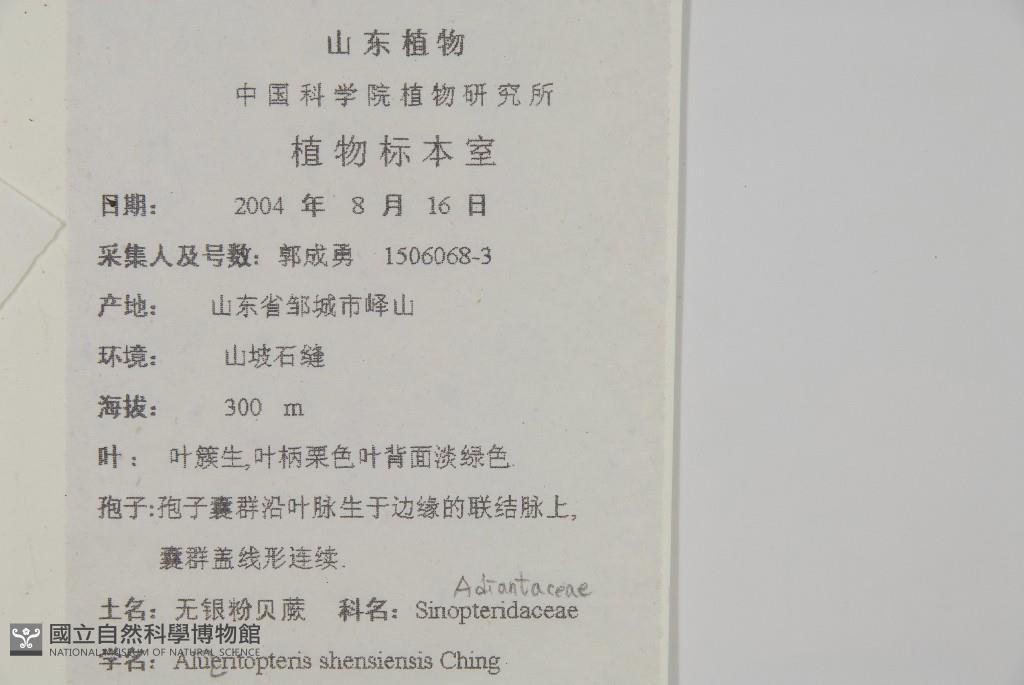 山东植物
中国科学院植物研究所
植物标本室
日期： 2004 年 8 月 16 日
采集人及号数：郭成勇 1506068-3
产地： 山东省邹城市峄山
环境： 山坡石缝
海拔： 300 m
叶： 叶簇生,叶柄栗色叶背面淡绿色.
孢子:孢子囊群沿叶脉生于边缘的联结脉上,
囊群盖线形连续.
Adiantaceae
土名：无银粉贝蕨 科名：Sinopteridaceae
國立自然科學博物館
NATIONAL MUSEUM OF NATURAL SCIENCE
学名： Alueritopteris shensiensis Ching